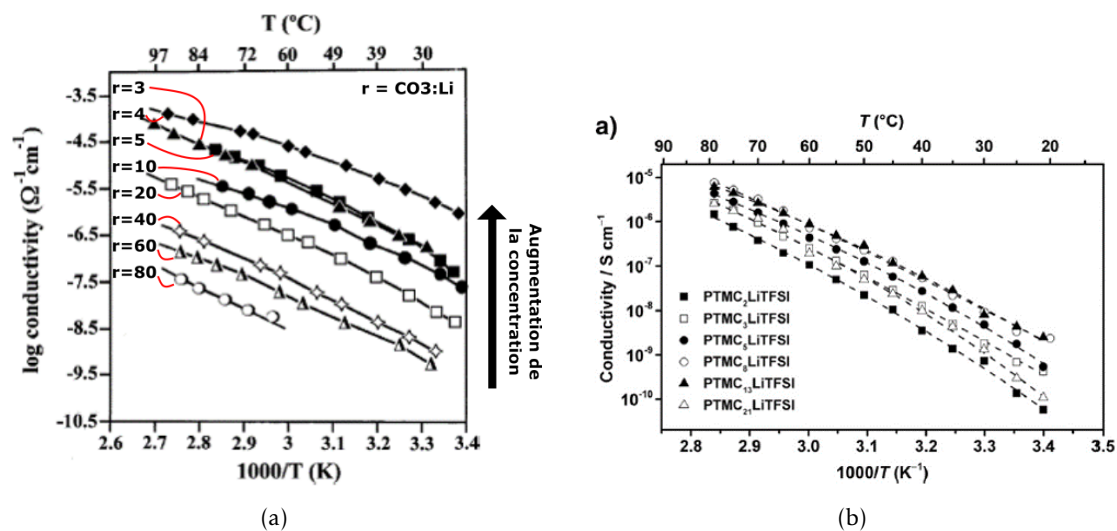 T (ºC)
97 84 72 60 49 39 30
r=3
r = CO3:Li
r=4
r=5
r=10
r=20
r=40
r=60
r=80
-3.5
-4.5
-5.5
-6.5
-7.5
-8.5
-9.5
-10.5
log conductivity (Ω⁻¹cm⁻¹)
2.6 2.7 2.8 2.9 3 3.1 3.2 3.3 3.4
1000/T (K)
Augmentation de
la concentration
(a)
a)
T (°C)
90 80 70 60 50 40 30 20
10⁻⁵
10⁻⁶
10⁻⁷
10⁻⁸
10⁻⁹
10⁻¹⁰
Conductivity / S cm⁻¹
PTMC₂LiTFSI
PTMC₃LiTFSI
PTMC₅LiTFSI
PTMC₈LiTFSI
PTMC₁₃LiTFSI
PTMC₂₁LiTFSI
2.8 2.9 3.0 3.1 3.2 3.3 3.4 3.5
1000/T (K⁻¹)
(b)